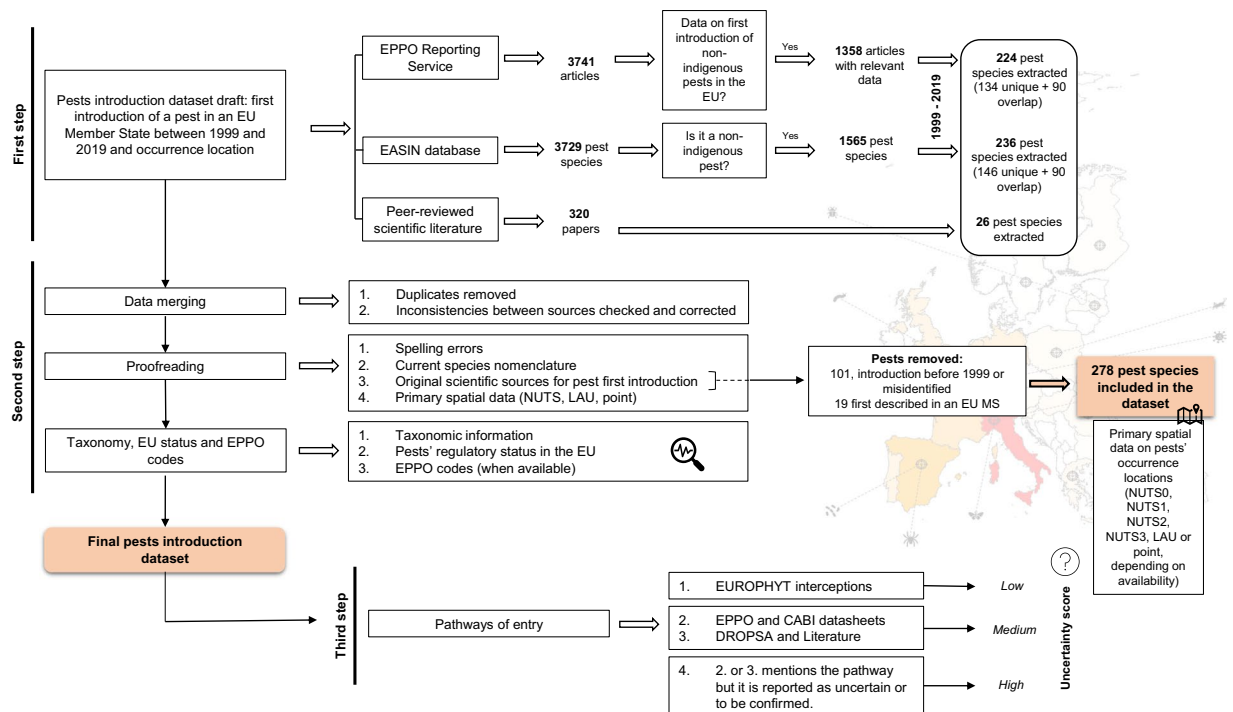 First step
Pests introduction dataset draft: first
introduction of a pest in an EU
Member State between 1999 and
2019 and occurrence location
EPPO Reporting
Service
3741
articles
Data on first
introduction of
non-
indigenous
pests in the
EU?
Yes
1358 articles
with relevant
data
1999 - 2019
224 pest
species extracted
(134 unique + 90
overlap)
EASIN database
3729 pest
species
Is it a non-
indigenous
pest?
Yes
1565 pest
species
236 pest
species extracted
(146 unique + 90
overlap)
Peer-reviewed
scientific literature
320
papers
26 pest species
extracted
Second step
Data merging
1. Duplicates removed
2. Inconsistencies between sources checked and corrected
Proofreading
1. Spelling errors
2. Current species nomenclature
3. Original scientific sources for pest first introduction
4. Primary spatial data (NUTS, LAU, point)
Pests removed:
101, introduction before 1999 or
misidentified
19 first described in an EU MS
278 pest species
included in the
dataset
Primary spatial
data on pests'
occurrence
locations
(NUTS0,
NUTS1,
NUTS2,
NUTS3, LAU or
point,
depending on
availability)
Taxonomy, EU status and EPPO
codes
1. Taxonomic information
2. Pests' regulatory status in the EU
3. EPPO codes (when available)
Final pests introduction
dataset
Third step
Pathways of entry
1. EUROPHYT interceptions
Low
2. EPPO and CABI datasheets
3. DROPSA and Literature
Medium
4. 2. or 3. mentions the pathway
but it is reported as uncertain or
to be confirmed.
High
?
Uncertainty score